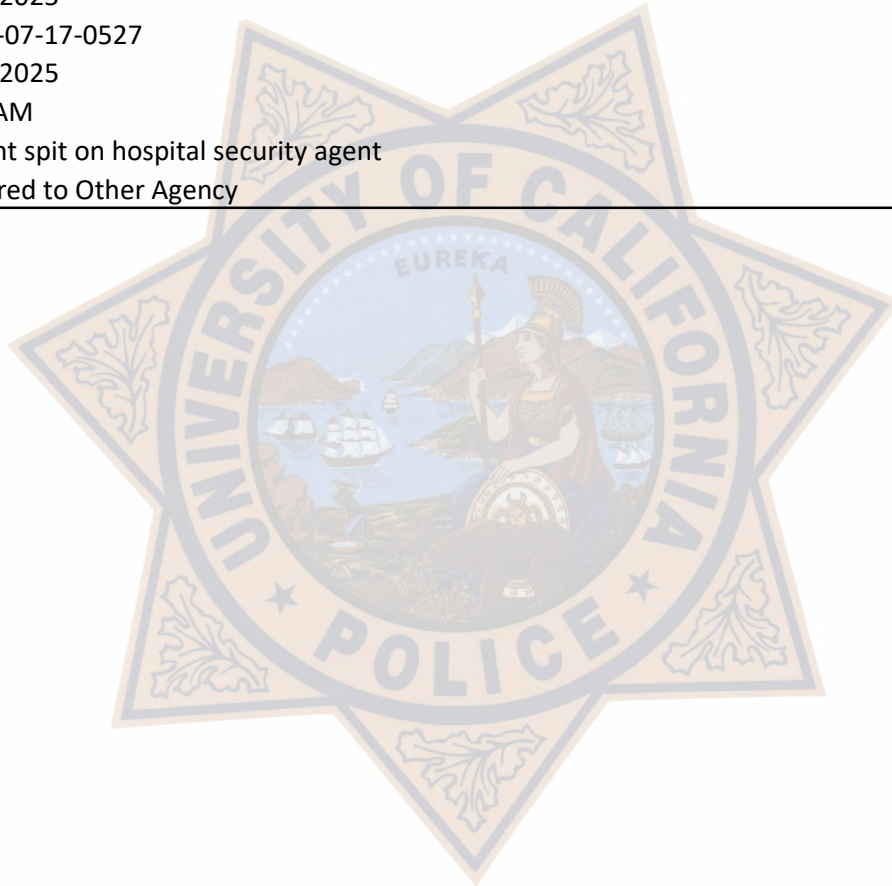 2025
-07-17-0527
2025
AM
nt spit on hospital security agent
red to Other Agency
UNIVERSITY OF CALIFORNIA
EUREKA
POLICE